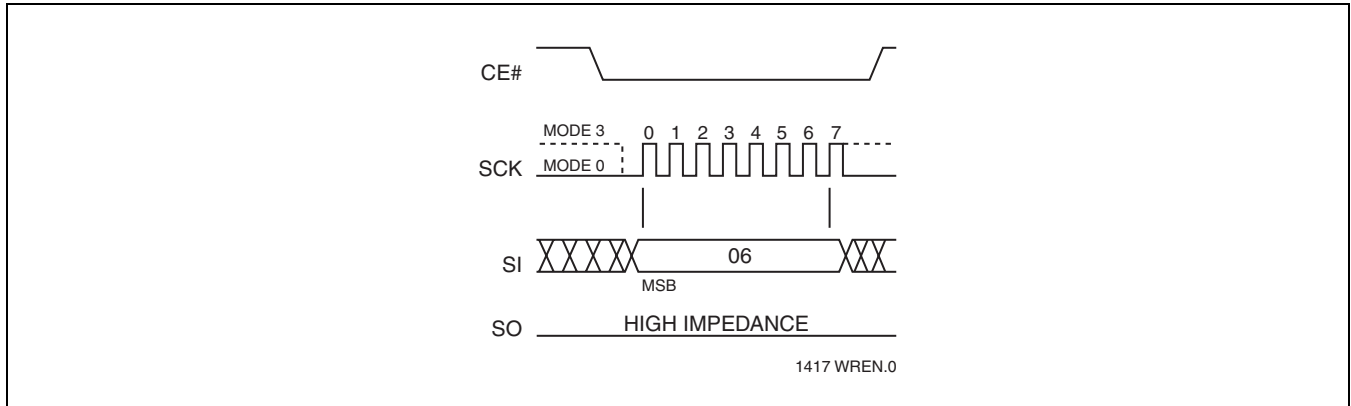 CE#
MODE 3
0 1 2 3 4 5 6 7
SCK
MODE 0
SI
06
MSB
SO
HIGH IMPEDANCE
1417 WREN.0